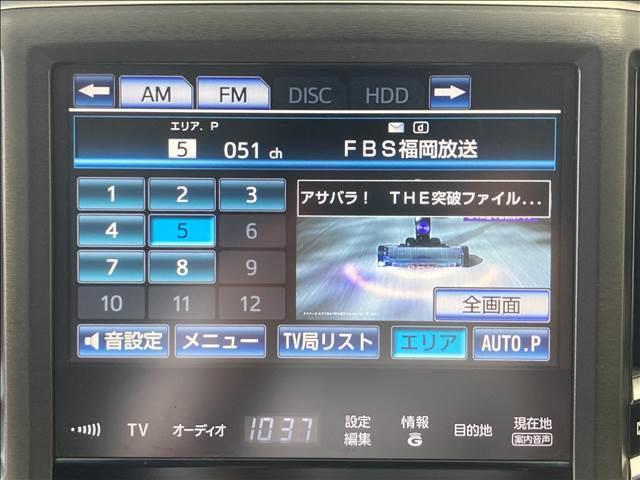 AM FM DISC HDD
エリア. P
5 051 ch FBS福岡放送
1 2 3
アサバラ! THE突破ファイル...
4 5 6
7 8 9
10 11 12
全画面
音設定 メニュー TV局リスト エリア AUTO.P
TV オーディオ 1037 設定 編集 情報 G 目的地 現在地 案内音声